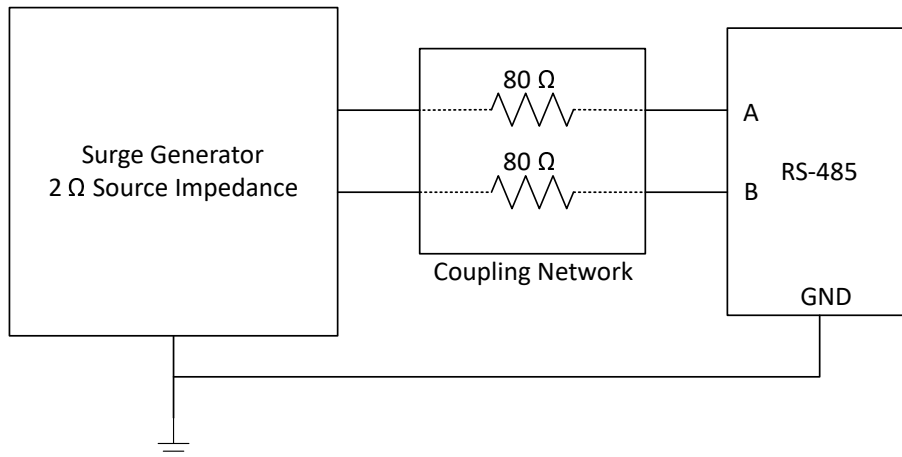 Surge Generator
2 Ω Source Impedance
80 Ω
80 Ω
Coupling Network
A
B
RS-485
GND